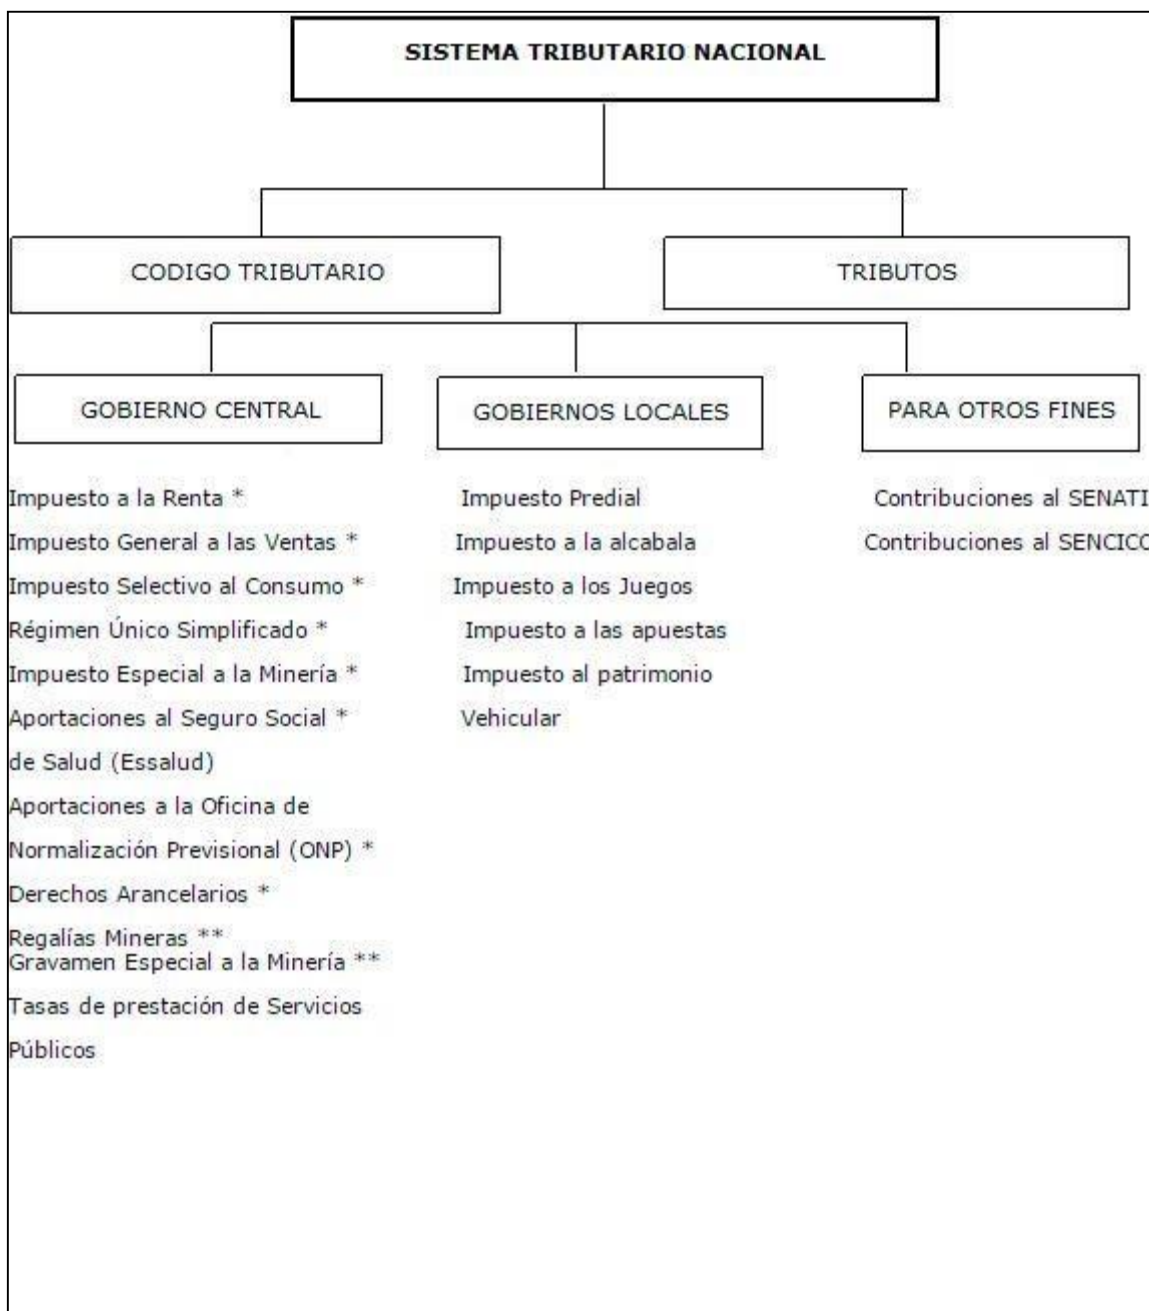 SISTEMA TRIBUTARIO NACIONAL
CODIGO TRIBUTARIO
TRIBUTOS
GOBIERNO CENTRAL
GOBIERNOS LOCALES
PARA OTROS FINES
Impuesto a la Renta *
Impuesto General a las Ventas *
Impuesto Selectivo al Consumo *
Régimen Único Simplificado *
Impuesto Especial a la Minería *
Aportaciones al Seguro Social *
de Salud (Essalud)
Aportaciones a la Oficina de
Normalización Previsional (ONP) *
Derechos Arancelarios *
Regalías Mineras **
Gravamen Especial a la Minería **
Tasas de prestación de Servicios
Públicos
Impuesto Predial
Impuesto a la alcabala
Impuesto a los Juegos
Impuesto a las apuestas
Impuesto al patrimonio
Vehicular
Contribuciones al SENATI
Contribuciones al SENCICO